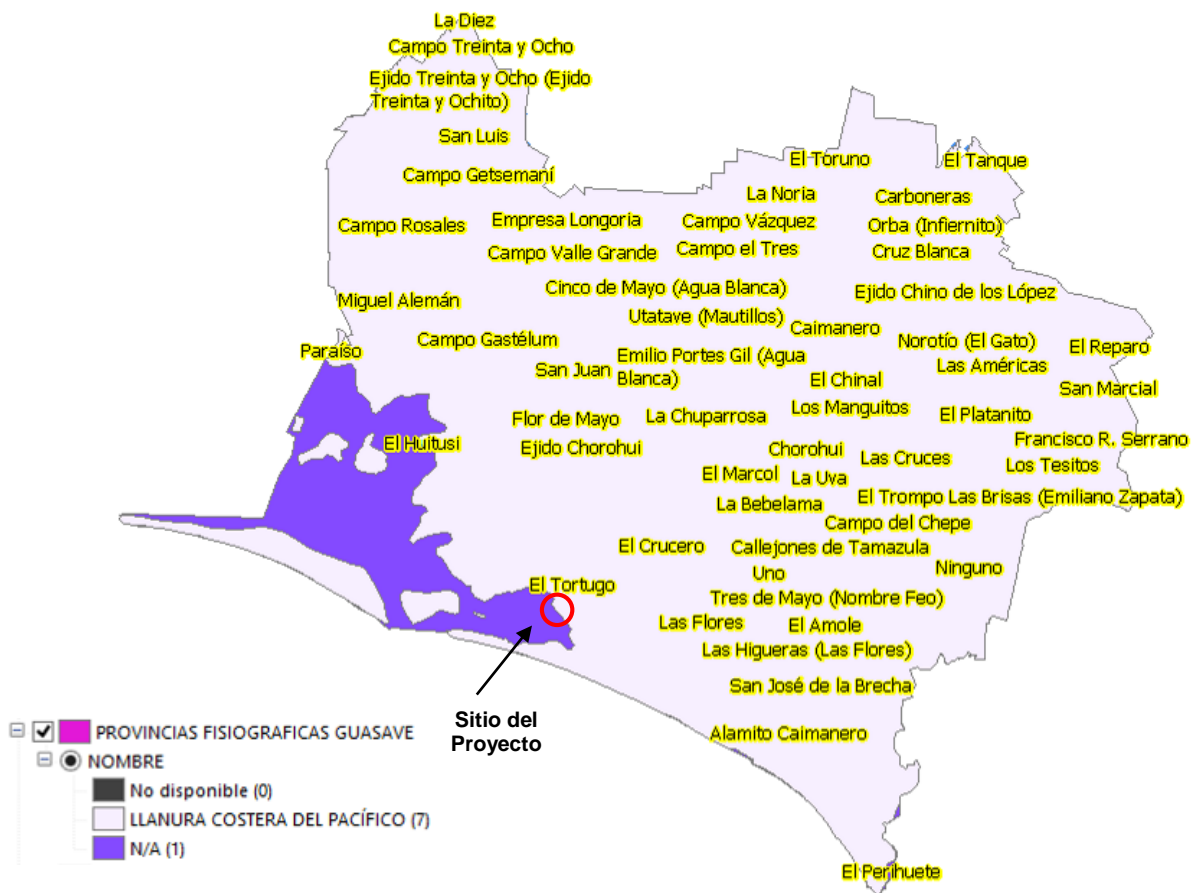 La Diez
Campo Treinta y Ocho
Ejido Treinta y Ocho (Ejido
Treinta y Ochito)
San Luis
El Toruno
El Tanque
Campo Getsemaní
La Noria
Carboneras
Campo Rosales
Empresa Longoria
Campo Vázquez
Orba (Infiernito)
Campo Valle Grande
Campo el Tres
Cruz Blanca
Cinco de Mayo (Agua Blanca)
Ejido Chino de los López
Miguel Alemán
Utatave (Mautillos)
Caimanero
Campo Gastélum
Norotío (El Gato)
El Reparo
Paraíso
San Juan
Emilio Portes Gil (Agua
Blanca)
Las Américas
El Chinal
San Marcial
Flor de Mayo
La Chuparrosa
Los Manguitos
El Platanito
El Huitusi
Ejido Chorohui
Chorohui
Francisco R. Serrano
Las Cruces
Los Tesitos
El Marcol
La Uva
La Bebelama
El Trompo Las Brisas (Emiliano Zapata)
Campo del Chepe
El Crucero
Callejones de Tamazula
Ninguno
Uno
El Tortugo
Tres de Mayo (Nombre Feo)
Las Flores
El Amole
Las Higueras (Las Flores)
San José de la Brecha
Sitio del
Proyecto
Alamito Caimanero
El Perihuete
PROVINCIAS FISIOGRAFICAS GUASAVE
NOMBRE
No disponible (0)
LLANURA COSTERA DEL PACÍFICO (7)
N/A (1)